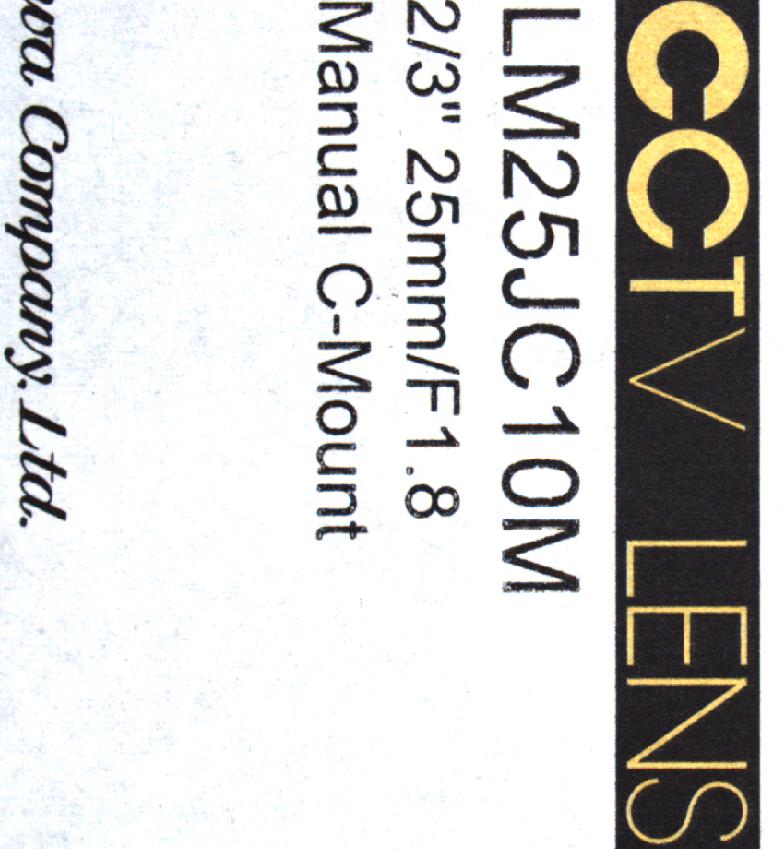 CCTV LENS
LM25JC10M
2/3" 25mm/F1.8
Manual C-Mount
Company, Ltd.